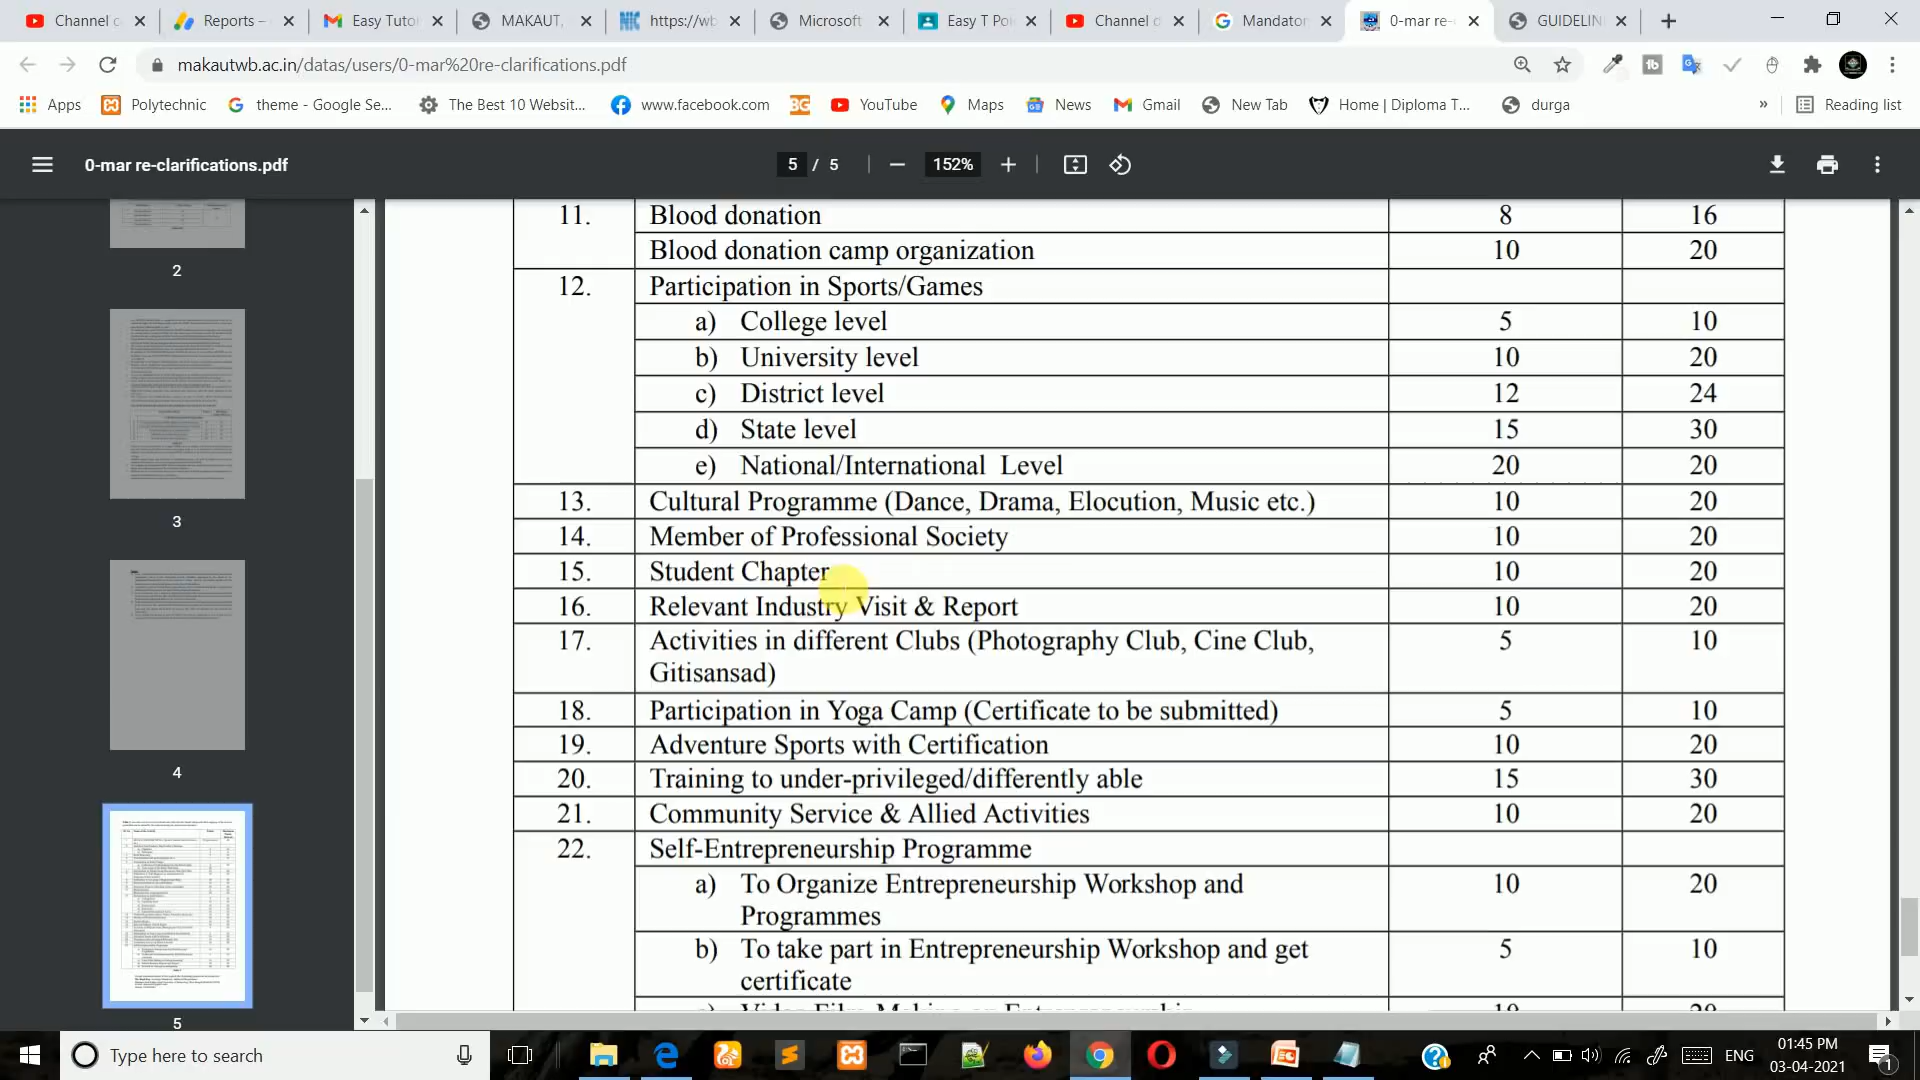 Channel c
Reports –
Easy Tuto
MAKAUT,
https://wb
Microsoft
Easy T Po
Channel d
Mandator
0-mar re-
GUIDELIN
makautwb.ac.in/datas/users/0-mar%20re-clarifications.pdf
Apps
Polytechnic
theme - Google Se...
The Best 10 Websit...
www.facebook.com
BG
YouTube
Maps
News
Gmail
New Tab
Home | Diploma T...
durga
»
Reading list
0-mar re-clarifications.pdf
5 / 5
152%
2
3
4
5
11. Blood donation 8 16
Blood donation camp organization 10 20
12. Participation in Sports/Games
a) College level 5 10
b) University level 10 20
c) District level 12 24
d) State level 15 30
e) National/International Level 20 20
13. Cultural Programme (Dance, Drama, Elocution, Music etc.) 10 20
14. Member of Professional Society 10 20
15. Student Chapter 10 20
16. Relevant Industry Visit & Report 10 20
17. Activities in different Clubs (Photography Club, Cine Club, 5 10
Gitisansad)
18. Participation in Yoga Camp (Certificate to be submitted) 5 10
19. Adventure Sports with Certification 10 20
20. Training to under-privileged/differently able 15 30
21. Community Service & Allied Activities 10 20
22. Self-Entrepreneurship Programme
a) To Organize Entrepreneurship Workshop and 10 20
Programmes
b) To take part in Entrepreneurship Workshop and get 5 10
certificate
Type here to search
ENG
01:45 PM
03-04-2021
1